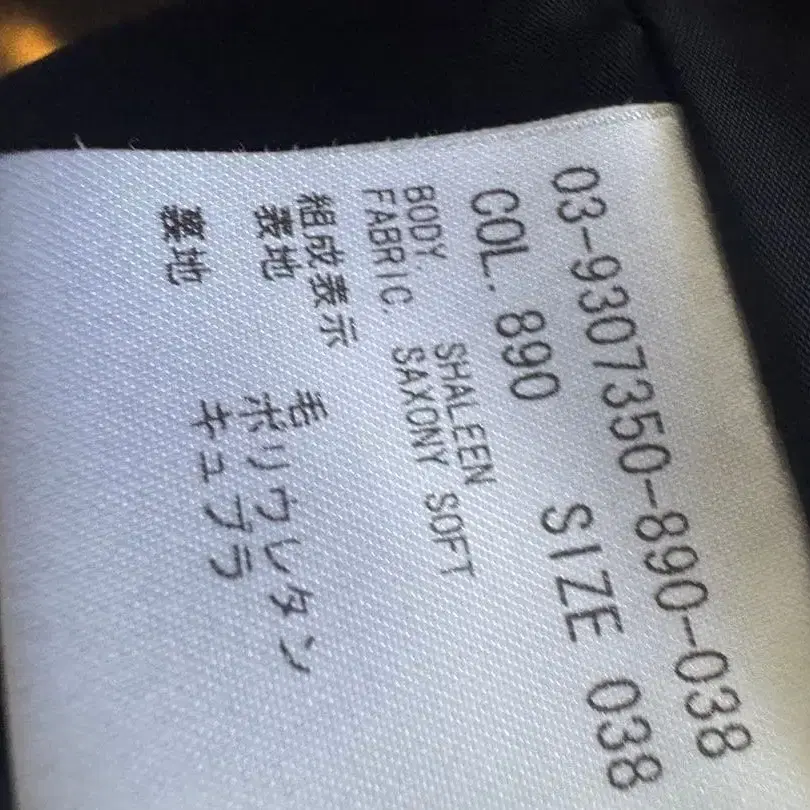 03-9307350-890-038
COL. 890 SIZE 038
BODY. SHALEEN
FABRIC. SAXONY SOFT
組成表示
表地 毛
ポリウレタン
裏地 キュプラ